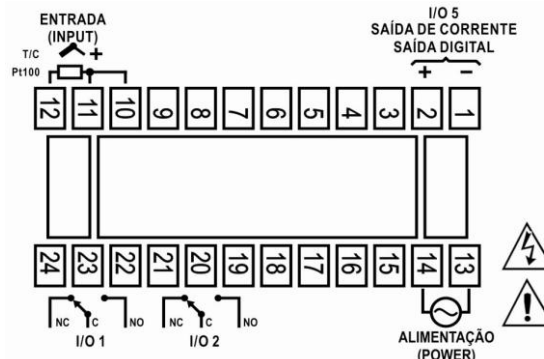 ENTRADA
(INPUT)
T/C
+
Pt100
I/O 5
SAÍDA DE CORRENTE
SAÍDA DIGITAL
+ −
12 11 10 9 8 7 6 5 4 3 2 1
24 23 22 21 20 19 18 17 16 15 14 13
NC C NO
I/O 1
NC C NO
I/O 2
ALIMENTAÇÃO
(POWER)